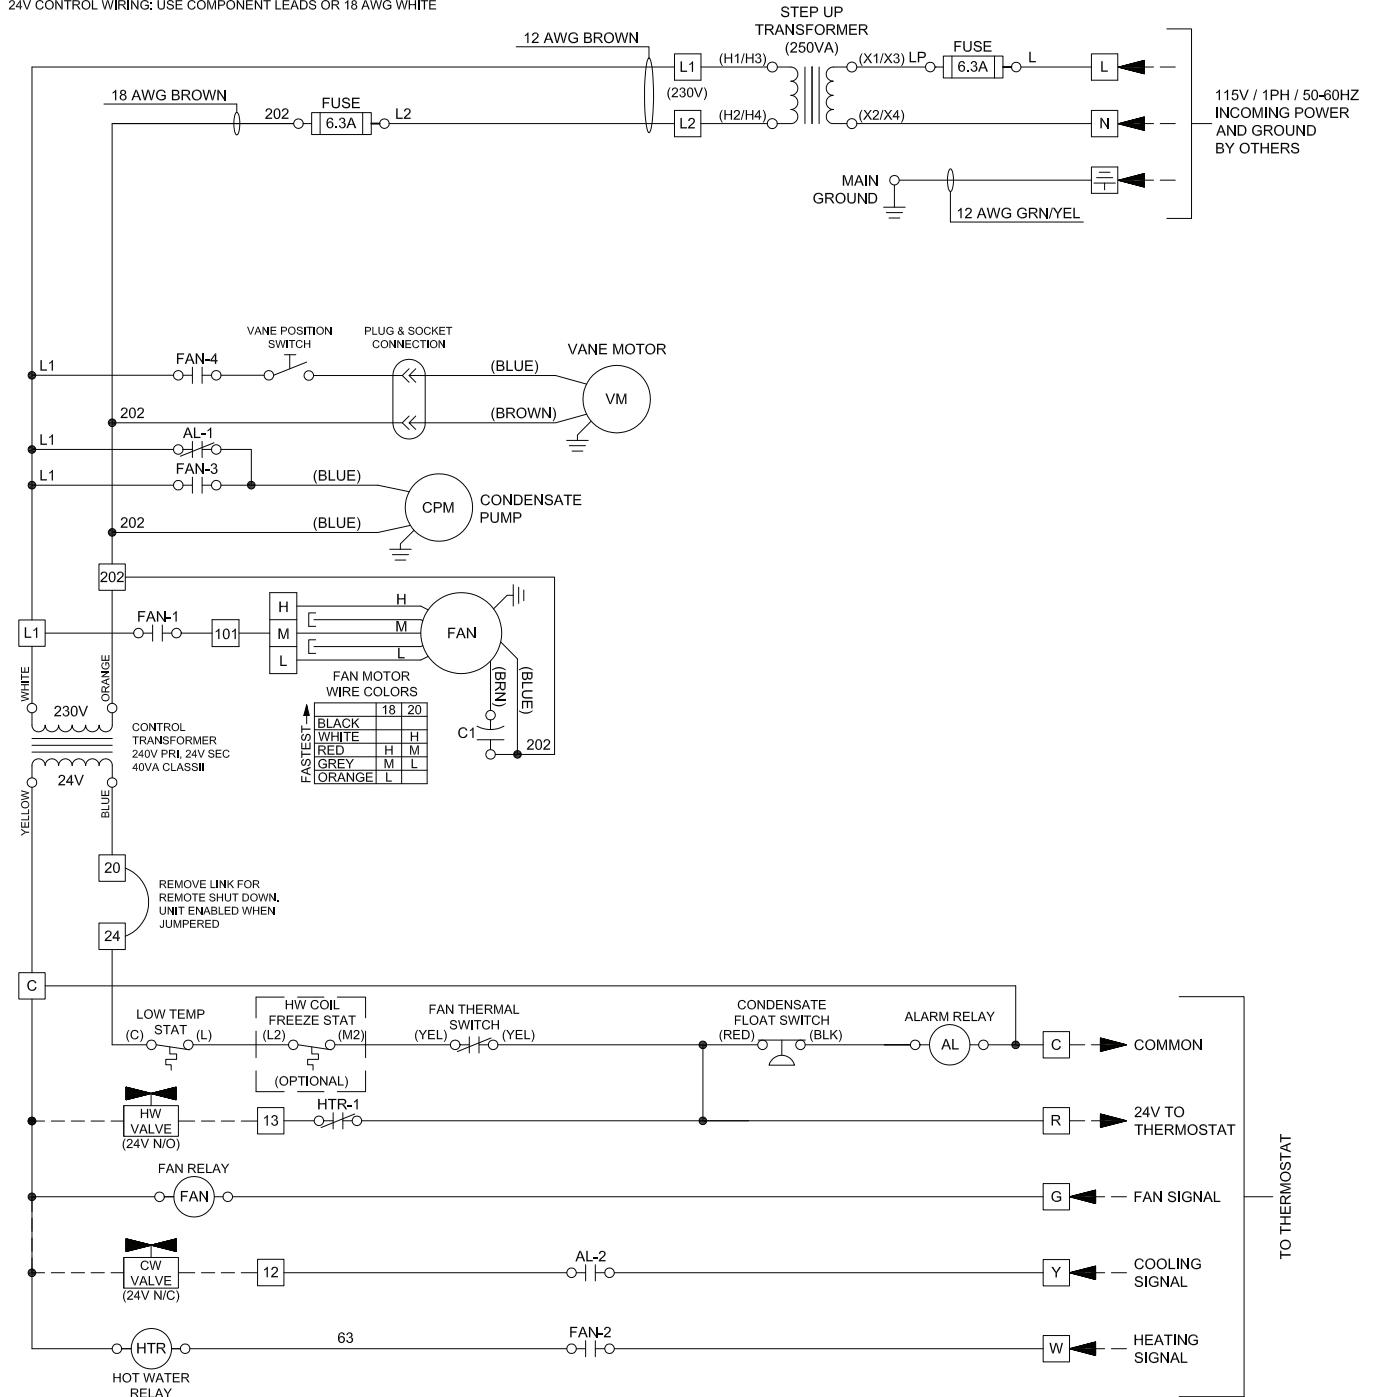 24V CONTROL WIRING: USE COMPONENT LEADS OR 18 AWG WHITE
STEP UP
TRANSFORMER
(250VA)
12 AWG BROWN
L1
(H1/H3)
(X1/X3)
LP
FUSE
6.3A
L
L
(230V)
18 AWG BROWN
202
FUSE
6.3A
L2
L2
(H2/H4)
(X2/X4)
N
115V / 1PH / 50-60HZ
INCOMING POWER
AND GROUND
BY OTHERS
MAIN
GROUND
12 AWG GRN/YEL
L1
FAN-4
VANE POSITION
SWITCH
PLUG & SOCKET
CONNECTION
(BLUE)
VANE MOTOR
VM
202
(BROWN)
L1
AL-1
L1
FAN-3
(BLUE)
CPM
CONDENSATE
PUMP
202
(BLUE)
202
L1
FAN-1
101
H
M
L
H
M
L
FAN
(BRN)
(BLUE)
C1
202
FAN MOTOR
WIRE COLORS
FASTEST
18 20
BLACK
WHITE H
RED H M
GREY M L
ORANGE L
WHITE
ORANGE
230V
24V
CONTROL
TRANSFORMER
240V PRI, 24V SEC
40VA CLASSII
YELLOW
BLUE
20
24
REMOVE LINK FOR
REMOTE SHUT DOWN.
UNIT ENABLED WHEN
JUMPERED
C
LOW TEMP
STAT
(C)
(L)
HW COIL
FREEZE STAT
(L2)
(M2)
(OPTIONAL)
FAN THERMAL
SWITCH
(YEL)
(YEL)
CONDENSATE
FLOAT SWITCH
(RED)
(BLK)
ALARM RELAY
AL
C
COMMON
HW
VALVE
(24V N/O)
13
HTR-1
R
24V TO
THERMOSTAT
FAN RELAY
FAN
G
FAN SIGNAL
CW
VALVE
(24V N/C)
12
AL-2
Y
COOLING
SIGNAL
HTR
HOT WATER
RELAY
63
FAN-2
W
HEATING
SIGNAL
TO THERMOSTAT